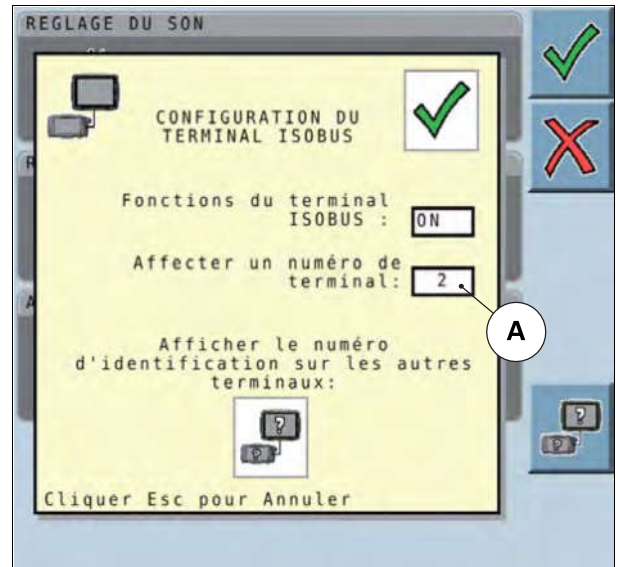 REGLAGE DU SON
CONFIGURATION DU
TERMINAL ISOBUS
Fonctions du terminal
ISOBUS :
ON
Affecter un numéro de
terminal:
2
A
Afficher le numéro
d'identification sur les autres
terminaux:
?
?
Cliquer Esc pour Annuler
R
A
?
?